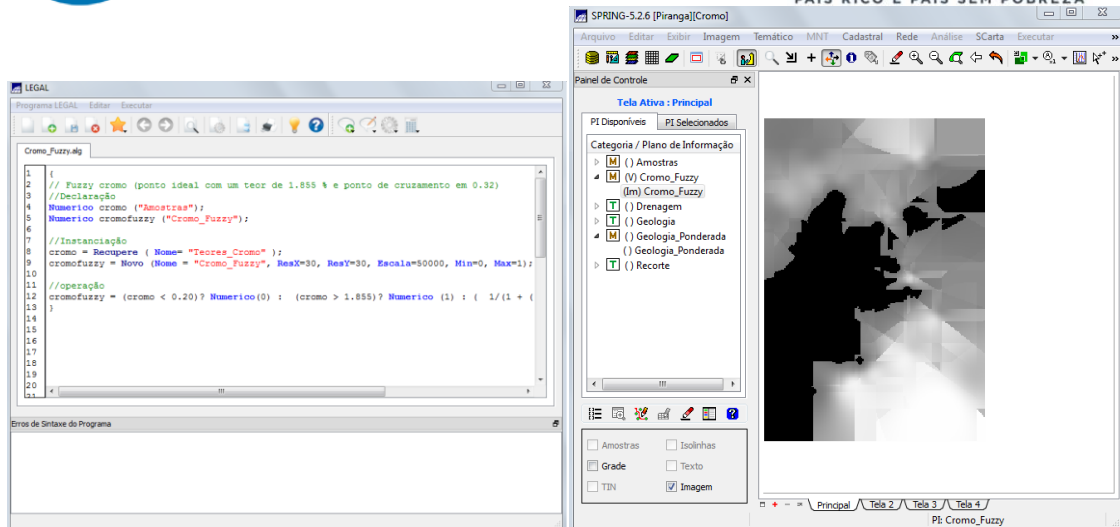 PAIS RICO E PAIS SEM POBREZA
LEGAL
Programa LEGAL Editar Executar
Cromo_Fuzzy.alg
1 {
2 // Fuzzy cromo (ponto ideal com um teor de 1.855 % e ponto de cruzamento em 0.32)
3 //Declaração
4 Numerico cromo ("Amostras");
5 Numerico cromofuzzy ("Cromo_Fuzzy");
6
7 //Instanciação
8 cromo = Recupere ( Nome= "Teores_Cromo" );
9 cromofuzzy = Novo (Nome = "Cromo_Fuzzy", ResX=30, ResY=30, Escala=50000, Min=0, Max=1);
10
11 //operação
12 cromofuzzy = (cromo < 0.20)? Numerico(0) : (cromo > 1.855)? Numerico (1) : ( 1/(1 + (
13 }
14
15
16
17
18
19
20
21
Erros de Sintaxe do Programa
SPRING-5.2.6 [Piranga][Cromo]
Arquivo Editar Exibir Imagem Temático MNT Cadastral Rede Análise SCarta Executar »
Painel de Controle
Tela Ativa : Principal
PI Disponíveis PI Selecionados
Categoria / Plano de Informação
M () Amostras
M (V) Cromo_Fuzzy
(Im) Cromo_Fuzzy
T () Drenagem
T () Geologia
M () Geologia_Ponderada
() Geologia_Ponderada
T () Recorte
Amostras Isolinhas
Grade Texto
TIN Imagem
Principal Tela 2 Tela 3 Tela 4
PI: Cromo_Fuzzy